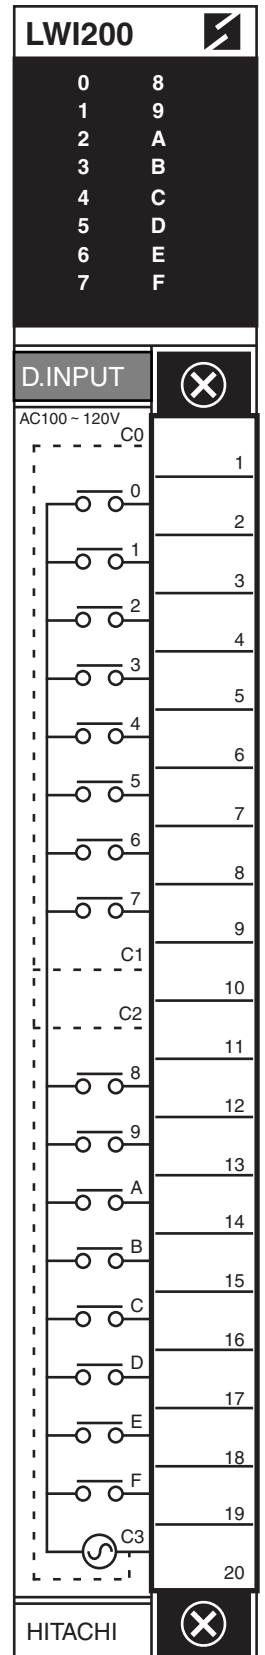 LWI200
0 8
1 9
2 A
3 B
4 C
5 D
6 E
7 F
D.INPUT
AC100 ~ 120V
C0
1
0
2
1
3
2
4
3
5
4
6
5
7
6
8
7
9
C1
10
C2
11
8
12
9
13
A
14
B
15
C
16
D
17
E
18
F
19
C3
20
HITACHI